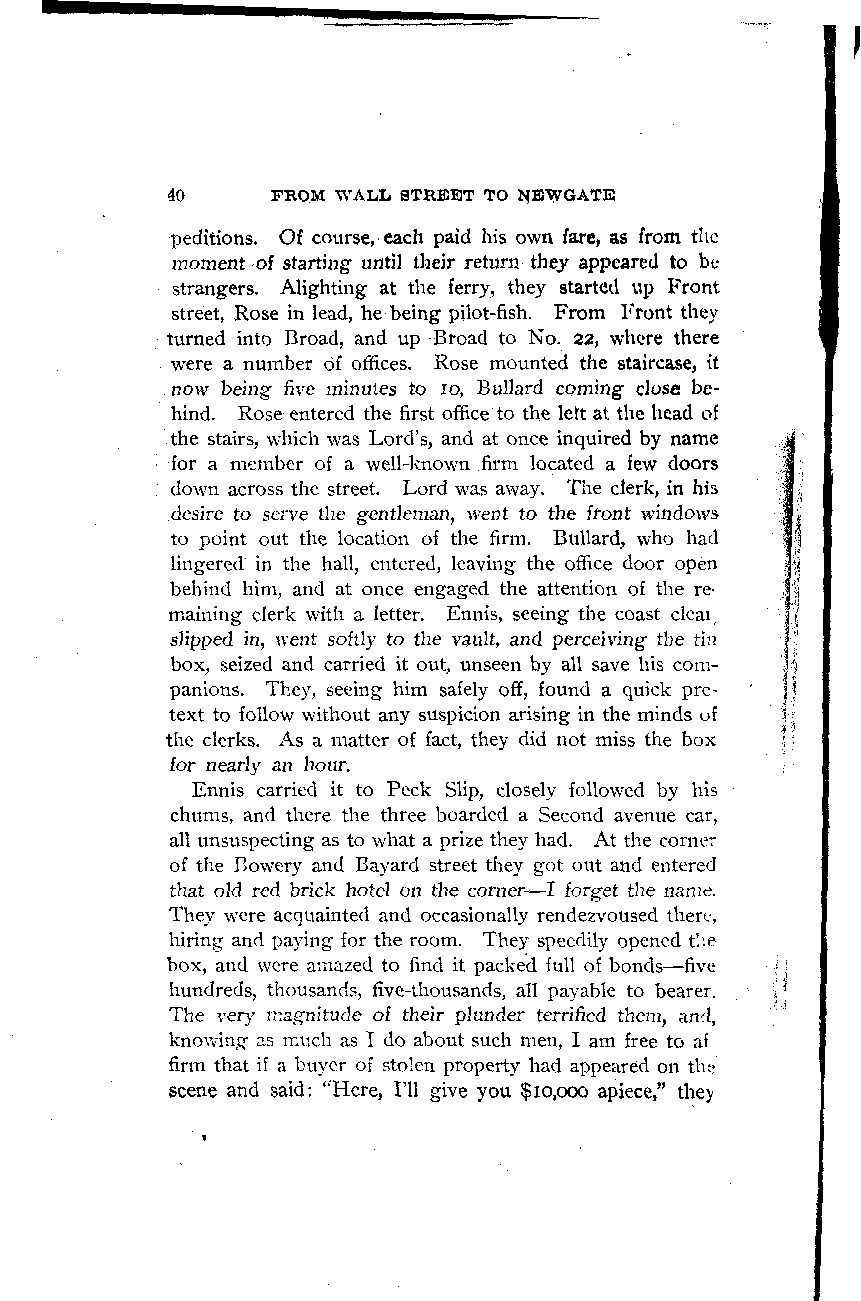 40 FROM WALL STREET TO NEWGATE
peditions. Of course, each paid his own fare, as from the
moment of starting until their return they appeared to be
strangers. Alighting at the ferry, they started up Front
street, Rose in lead, he being pilot-fish. From Front they
turned into Broad, and up Broad to No. 22, where there
were a number of offices. Rose mounted the staircase, it
now being five minutes to 10, Bullard coming close be-
hind. Rose entered the first office to the left at the head of
the stairs, which was Lord's, and at once inquired by name
for a member of a well-known firm located a few doors
down across the street. Lord was away. The clerk, in his
desire to serve the gentleman, went to the front windows
to point out the location of the firm. Bullard, who had
lingered in the hall, entered, leaving the office door open
behind him, and at once engaged the attention of the re-
maining clerk with a letter. Ennis, seeing the coast clear,
slipped in, went softly to the vault, and perceiving the tin
box, seized and carried it out, unseen by all save his com-
panions. They, seeing him safely off, found a quick pre-
text to follow without any suspicion arising in the minds of
the clerks. As a matter of fact, they did not miss the box
for nearly an hour.
Ennis carried it to Peck Slip, closely followed by his
chums, and there the three boarded a Second avenue car,
all unsuspecting as to what a prize they had. At the corner
of the Bowery and Bayard street they got out and entered
that old red brick hotel on the corner—I forget the name.
They were acquainted and occasionally rendezvoused there,
hiring and paying for the room. They speedily opened the
box, and were amazed to find it packed full of bonds—five
hundreds, thousands, five-thousands, all payable to bearer.
The very magnitude of their plunder terrified them, and,
knowing as much as I do about such men, I am free to af
firm that if a buyer of stolen property had appeared on the
scene and said: "Here, I'll give you $10,000 apiece," they